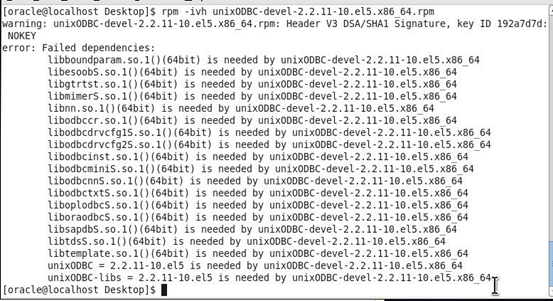 [oracle@localhost Desktop]$ rpm -ivh unixODBC-devel-2.2.11-10.el5.x86_64.rpm
warning: unixODBC-devel-2.2.11-10.el5.x86_64.rpm: Header V3 DSA/SHA1 Signature, key ID 192a7d7d:
NOKEY
error: Failed dependencies:
libboundparam.so.1()(64bit) is needed by unixODBC-devel-2.2.11-10.el5.x86_64
libesoobS.so.1()(64bit) is needed by unixODBC-devel-2.2.11-10.el5.x86_64
libgtrtst.so.1()(64bit) is needed by unixODBC-devel-2.2.11-10.el5.x86_64
libmimerS.so.1()(64bit) is needed by unixODBC-devel-2.2.11-10.el5.x86_64
libnn.so.1()(64bit) is needed by unixODBC-devel-2.2.11-10.el5.x86_64
libodbccr.so.1()(64bit) is needed by unixODBC-devel-2.2.11-10.el5.x86_64
libodbcdrvcfg1S.so.1()(64bit) is needed by unixODBC-devel-2.2.11-10.el5.x86_64
libodbcdrvcfg2S.so.1()(64bit) is needed by unixODBC-devel-2.2.11-10.el5.x86_64
libodbcinst.so.1()(64bit) is needed by unixODBC-devel-2.2.11-10.el5.x86_64
libodbcminiS.so.1()(64bit) is needed by unixODBC-devel-2.2.11-10.el5.x86_64
libodbcnnS.so.1()(64bit) is needed by unixODBC-devel-2.2.11-10.el5.x86_64
libodbctxtS.so.1()(64bit) is needed by unixODBC-devel-2.2.11-10.el5.x86_64
liboplodbcS.so.1()(64bit) is needed by unixODBC-devel-2.2.11-10.el5.x86_64
liboraodbcS.so.1()(64bit) is needed by unixODBC-devel-2.2.11-10.el5.x86_64
libsapdbS.so.1()(64bit) is needed by unixODBC-devel-2.2.11-10.el5.x86_64
libtdsS.so.1()(64bit) is needed by unixODBC-devel-2.2.11-10.el5.x86_64
libtemplate.so.1()(64bit) is needed by unixODBC-devel-2.2.11-10.el5.x86_64
unixODBC = 2.2.11-10.el5 is needed by unixODBC-devel-2.2.11-10.el5.x86_64
unixODBC-libs = 2.2.11-10.el5 is needed by unixODBC-devel-2.2.11-10.el5.x86_64
[oracle@localhost Desktop]$